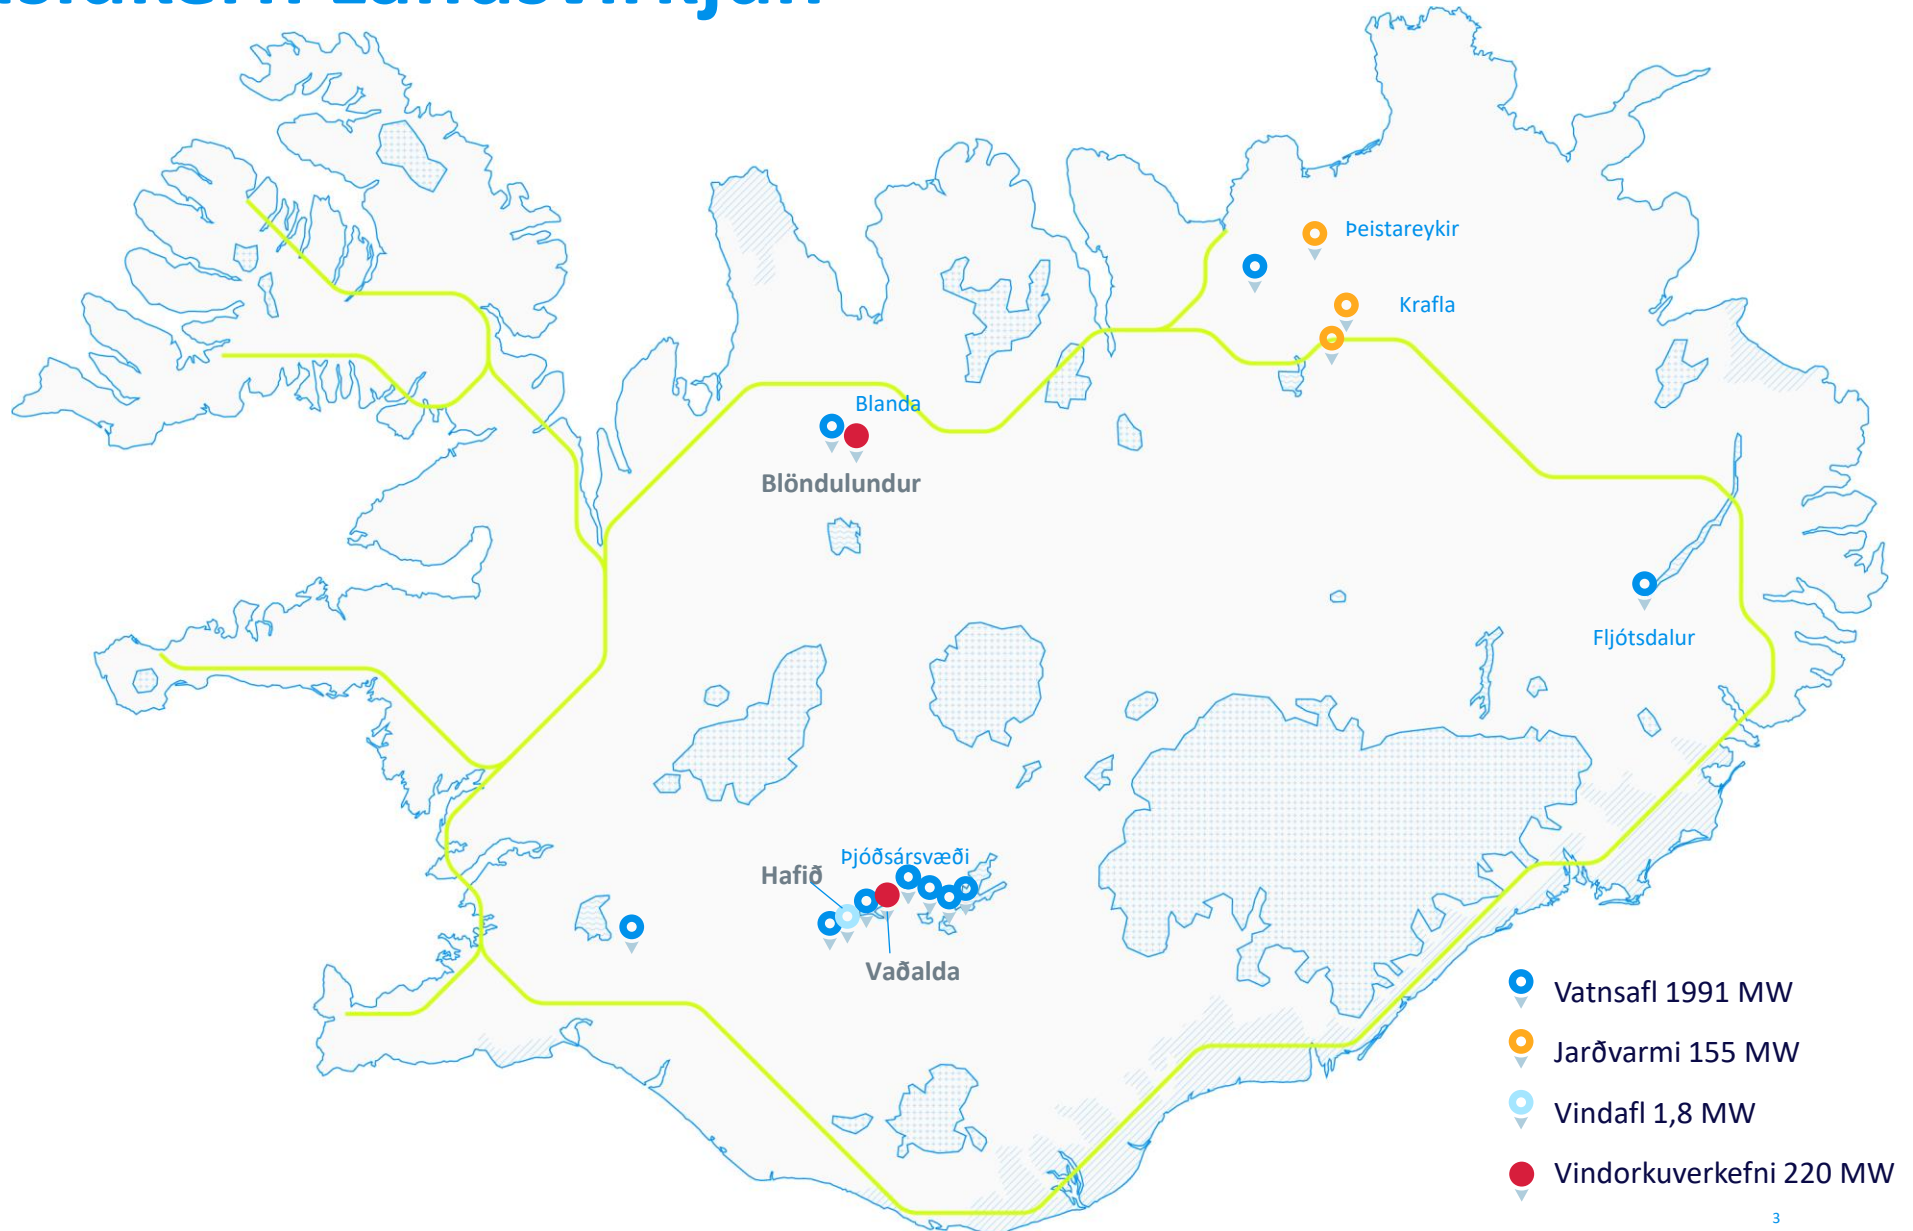 Landsvirkjun
Þeistareykir
Krafla
Blanda
Blöndulundur
Fljótsdalur
Þjóðsársvæði
Hafið
Vaðalda
Vatnsafl 1991 MW
Jarðvarmi 155 MW
Vindafl 1,8 MW
Vindorkuverkefni 220 MW
3